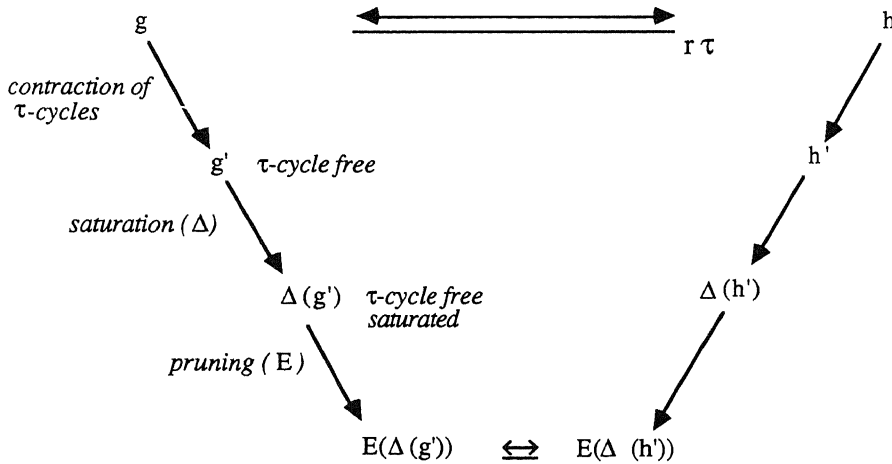 g h
r τ
contraction of
τ-cycles
g' τ-cycle free h'
saturation (Δ)
Δ (g') τ-cycle free Δ (h')
saturated
pruning ( E )
E(Δ (g')) ↔ E(Δ (h'))